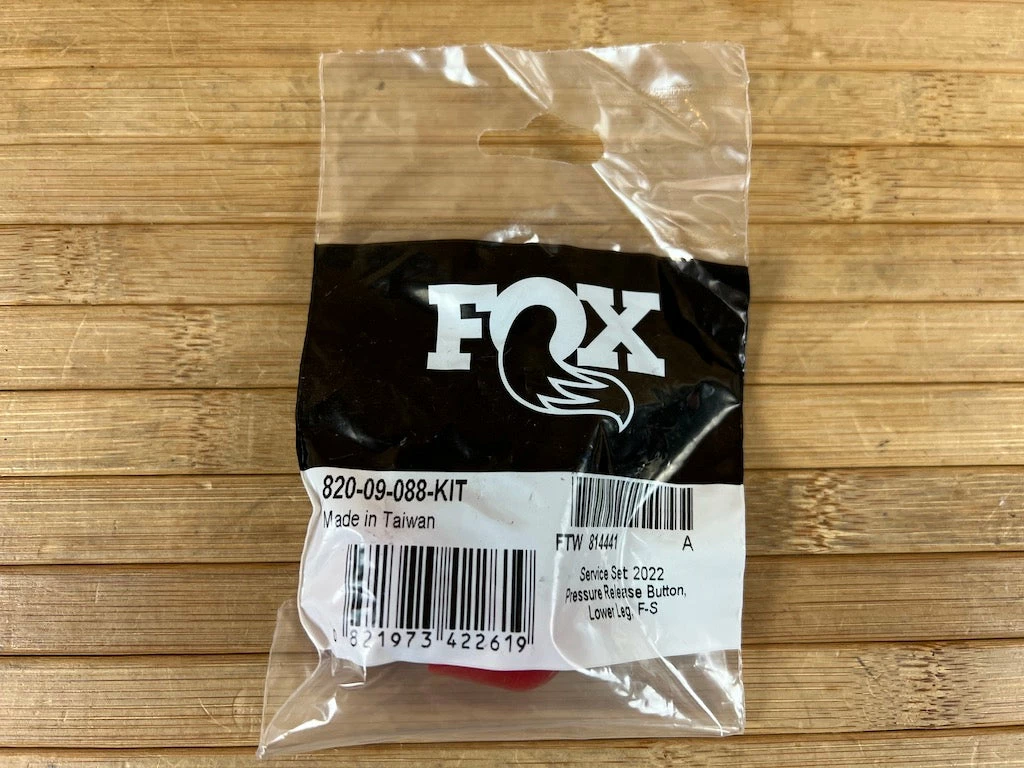 FOX
820-09-088-KIT
Made in Taiwan
FTW 814441 A
Service Set: 2022
Pressure Release Button,
Lower Leg, F-S
0 821973 422619